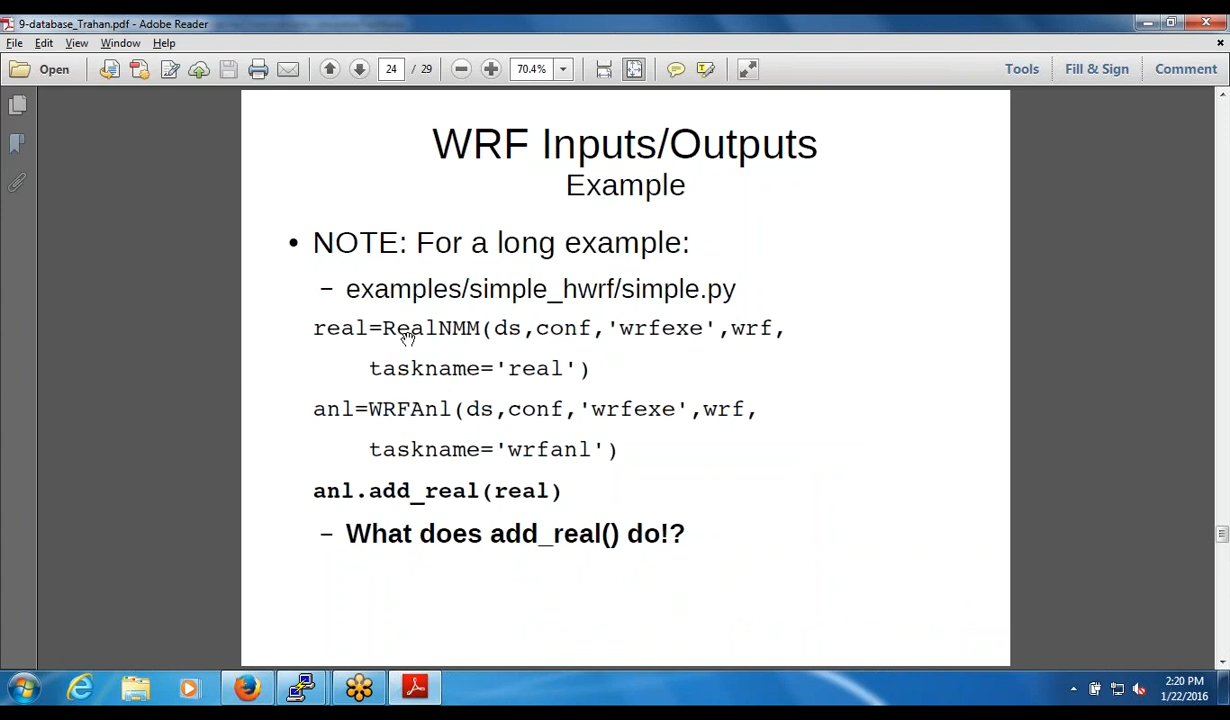 9-database_Trahan.pdf - Adobe Reader
File Edit View Window Help
Open 24 / 29 70.4% Tools Fill & Sign Comment
WRF Inputs/Outputs
Example
• NOTE: For a long example:
– examples/simple_hwrf/simple.py
real=RealNMM(ds,conf,'wrfexe',wrf,
taskname='real')
anl=WRFAnl(ds,conf,'wrfexe',wrf,
taskname='wrfanl')
anl.add_real(real)
– What does add_real() do!?
2:20 PM
1/22/2016